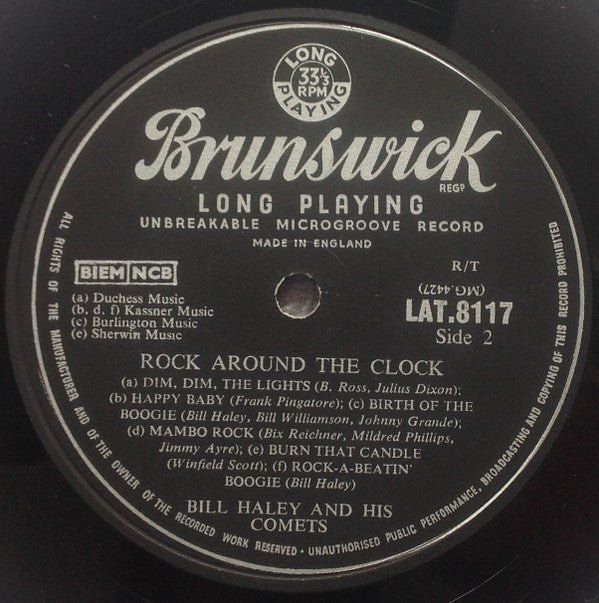 LONG
33⅓
RPM
PLAYING
Brunswick
REGD
LONG PLAYING
UNBREAKABLE MICROGROOVE RECORD
MADE IN ENGLAND
BIEM NCB
R/T
(MG.4427)
(a) Duchess Music
(b, d, f) Kassner Music
(c) Burlington Music
(e) Sherwin Music
LAT.8117
Side 2
ROCK AROUND THE CLOCK
(a) DIM, DIM, THE LIGHTS (B. Ross, Julius Dixon);
(b) HAPPY BABY (Frank Pingatore); (c) BIRTH OF THE
BOOGIE (Bill Haley, Bill Williamson, Johnny Grande);
(d) MAMBO ROCK (Bix Reichner, Mildred Phillips,
Jimmy Ayre); (e) BURN THAT CANDLE
(Winfield Scott); (f) ROCK-A-BEATIN'
BOOGIE (Bill Haley)
BILL HALEY AND HIS
COMETS
ALL RIGHTS OF THE MANUFACTURER AND OF THE OWNER OF THE RECORDED WORK RESERVED · UNAUTHORISED PUBLIC PERFORMANCE, BROADCASTING AND COPYING OF THIS RECORD PROHIBITED